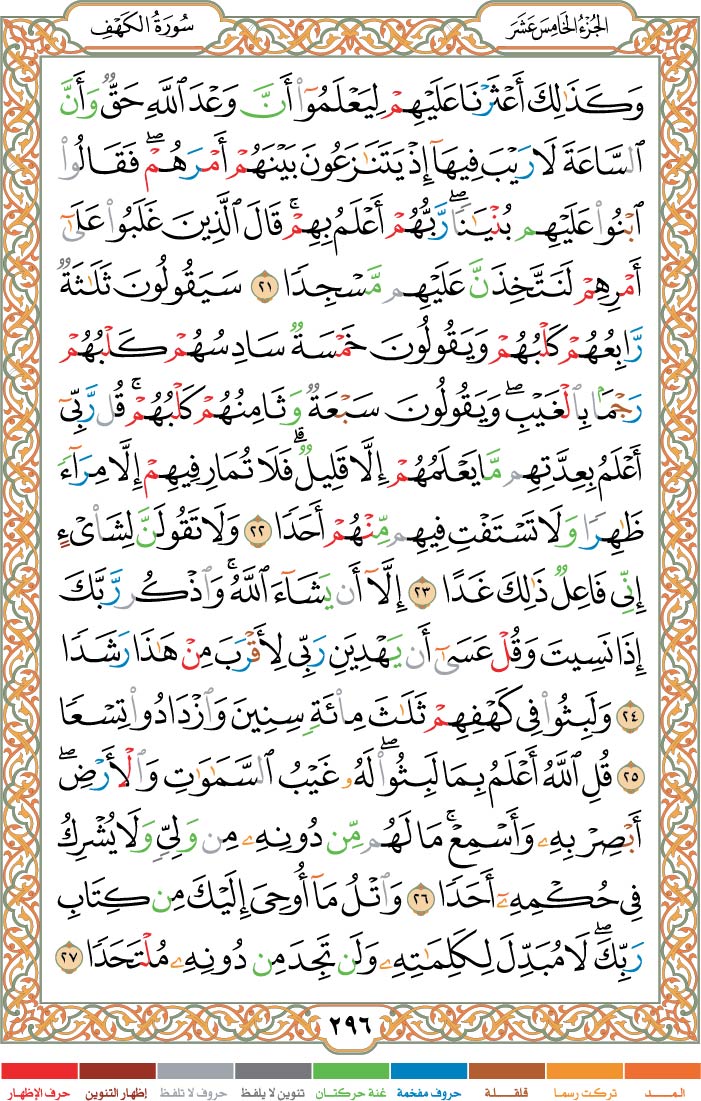 الجُزْءُ الخَامِسَ عَشَرَ
سُورَةُ الكَهْفِ
وَكَذَٰلِكَ أَعْثَرْنَا عَلَيْهِمْ لِيَعْلَمُوٓا۟ أَنَّ وَعْدَ ٱللَّهِ حَقٌّ وَأَنَّ
ٱلسَّاعَةَ لَا رَيْبَ فِيهَآ إِذْ يَتَنَٰزَعُونَ بَيْنَهُمْ أَمْرَهُمْ ۖ فَقَالُوا۟
ٱبْنُوا۟ عَلَيْهِم بُنْيَٰنًا ۖ رَّبُّهُمْ أَعْلَمُ بِهِمْ ۚ قَالَ ٱلَّذِينَ غَلَبُوا۟ عَلَىٰٓ
أَمْرِهِمْ لَنَتَّخِذَنَّ عَلَيْهِم مَّسْجِدًا ٢١ سَيَقُولُونَ ثَلَٰثَةٌ
رَّابِعُهُمْ كَلْبُهُمْ وَيَقُولُونَ خَمْسَةٌ سَادِسُهُمْ كَلْبُهُمْ
رَجْمًۢا بِٱلْغَيْبِ ۖ وَيَقُولُونَ سَبْعَةٌ وَثَامِنُهُمْ كَلْبُهُمْ ۚ قُل رَّبِّىٓ
أَعْلَمُ بِعِدَّتِهِم مَّا يَعْلَمُهُمْ إِلَّا قَلِيلٌ ۗ فَلَا تُمَارِ فِيهِمْ إِلَّا مِرَآءً
ظَٰهِرًا وَلَا تَسْتَفْتِ فِيهِم مِّنْهُمْ أَحَدًا ٢٢ وَلَا تَقُولَنَّ لِشَا۟ىْءٍ
إِنِّى فَاعِلٌ ذَٰلِكَ غَدًا ٢٣ إِلَّآ أَن يَشَآءَ ٱللَّهُ ۚ وَٱذْكُر رَّبَّكَ
إِذَا نَسِيتَ وَقُلْ عَسَىٰٓ أَن يَهْدِيَنِ رَبِّى لِأَقْرَبَ مِنْ هَٰذَا رَشَدًا
٢٤ وَلَبِثُوا۟ فِى كَهْفِهِمْ ثَلَٰثَ مِا۟ئَةٍ سِنِينَ وَٱزْدَادُوا۟ تِسْعًا
٢٥ قُلِ ٱللَّهُ أَعْلَمُ بِمَا لَبِثُوا۟ ۖ لَهُۥ غَيْبُ ٱلسَّمَٰوَٰتِ وَٱلْأَرْضِ ۖ
أَبْصِرْ بِهِۦ وَأَسْمِعْ ۚ مَا لَهُم مِّن دُونِهِۦ مِن وَلِىٍّ وَلَا يُشْرِكُ
فِى حُكْمِهِۦٓ أَحَدًا ٢٦ وَٱتْلُ مَآ أُوحِىَ إِلَيْكَ مِن كِتَابِ
رَبِّكَ ۖ لَا مُبَدِّلَ لِكَلِمَٰتِهِۦ وَلَن تَجِدَ مِن دُونِهِۦ مُلْتَحَدًا ٢٧
٢٩٦
المـــد تركت رسما قلقــلة حروف مفخمة غنة حركتان تنوين لا يلفظ حروف لا تلفظ إظهار التنوين حرف الإظهار